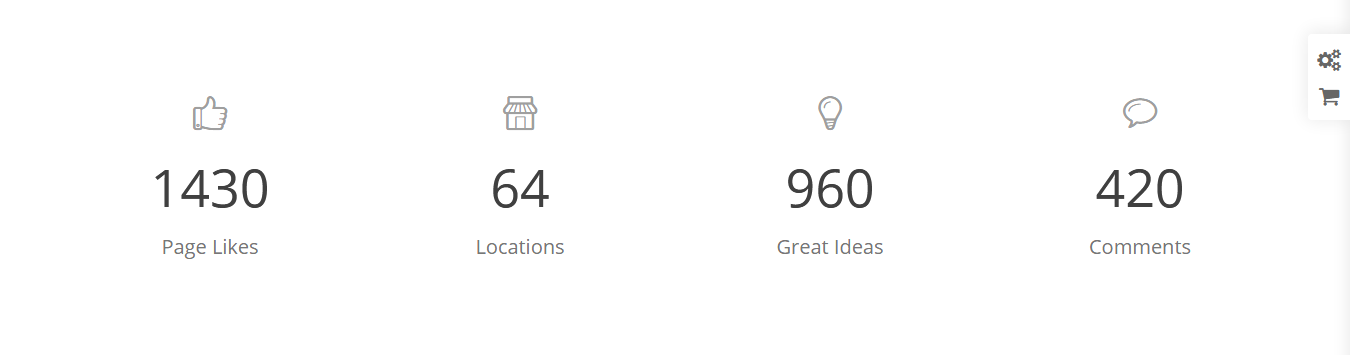 1430
64
960
420
Page Likes
Locations
Great Ideas
Comments